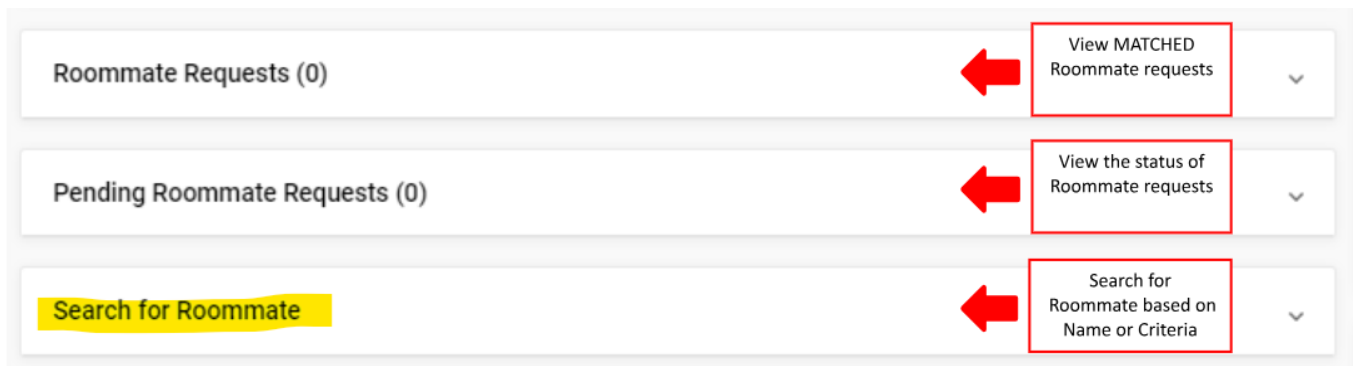 Roommate Requests (0)
View MATCHED
Roommate requests
Pending Roommate Requests (0)
View the status of
Roommate requests
Search for Roommate
Search for
Roommate based on
Name or Criteria